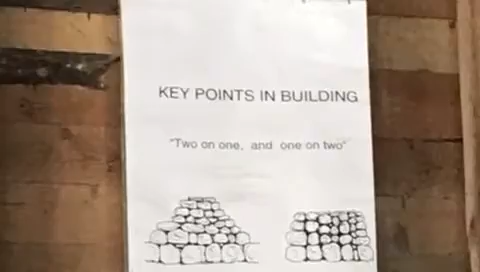 KEY POINTS IN BUILDING
"Two on one, and one on two"